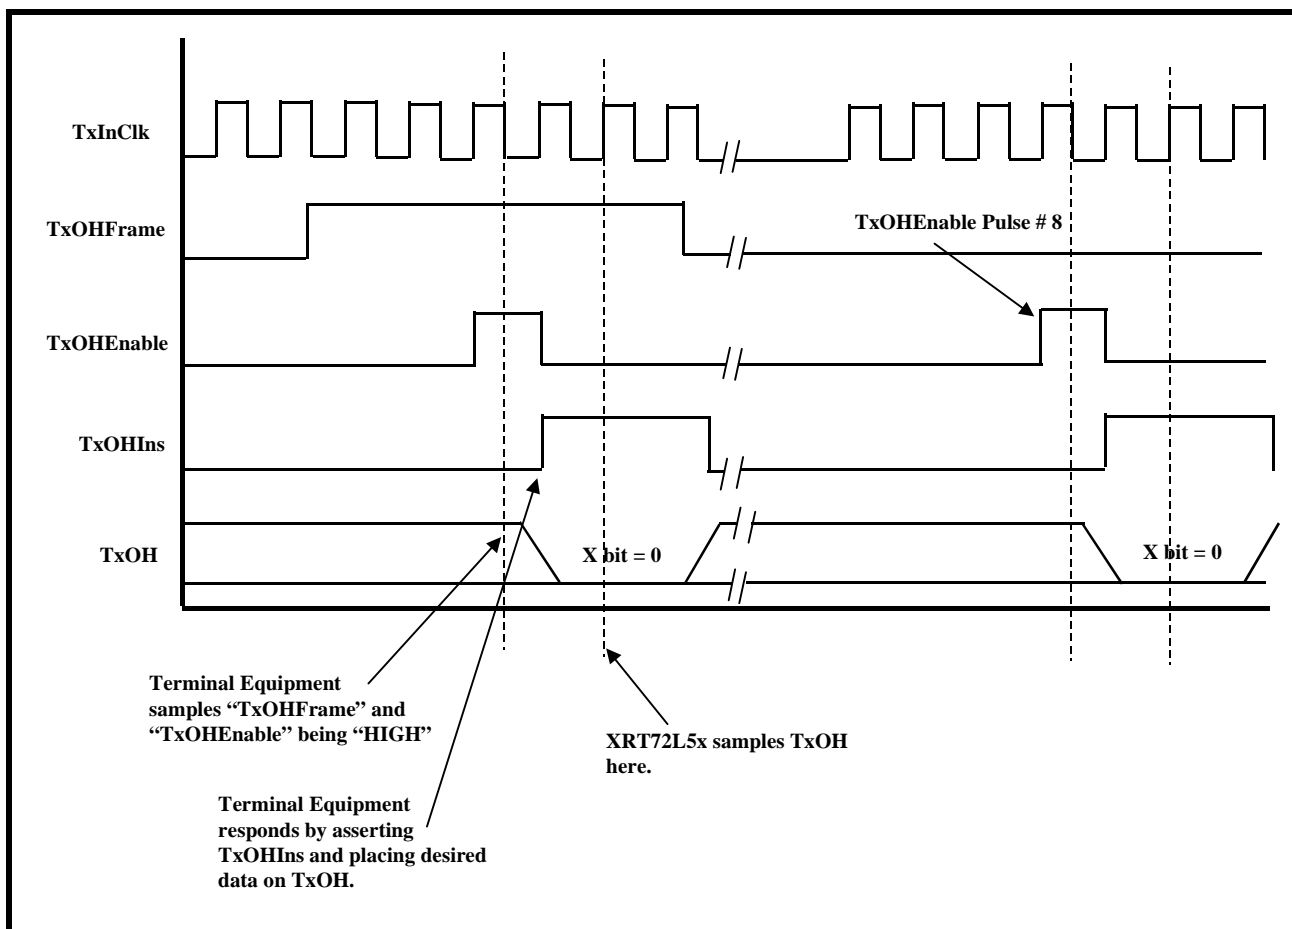 TxInClk
TxOHFrame
TxOHEnable Pulse # 8
TxOHEnable
TxOHIns
TxOH
X bit = 0
X bit = 0
Terminal Equipment
samples “TxOHFrame” and
“TxOHEnable” being “HIGH”
XRT72L5x samples TxOH
here.
Terminal Equipment
responds by asserting
TxOHIns and placing desired
data on TxOH.